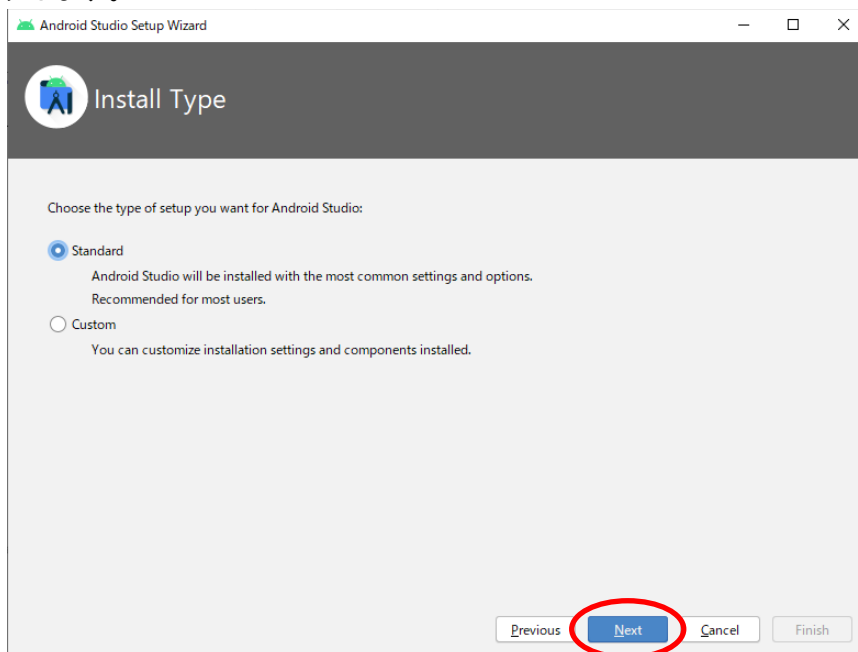 Android Studio Setup Wizard
Install Type
Choose the type of setup you want for Android Studio:
Standard
Android Studio will be installed with the most common settings and options.
Recommended for most users.
Custom
You can customize installation settings and components installed.
Previous Next Cancel Finish